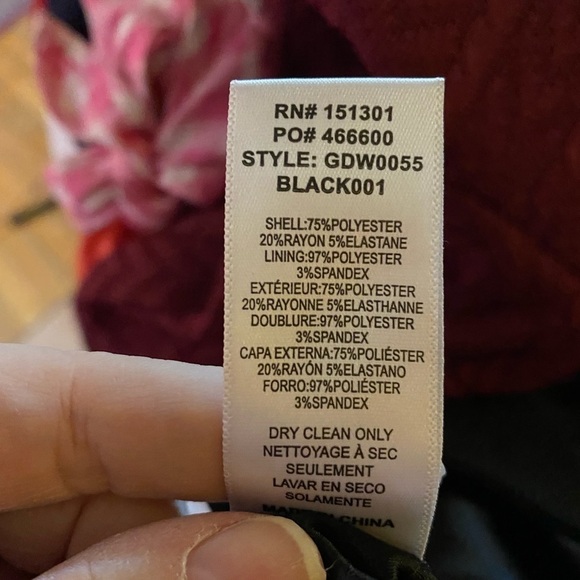 RN# 151301
PO# 466600
STYLE: GDW0055
BLACK001
SHELL:75%POLYESTER
20%RAYON 5%ELASTANE
LINING:97%POLYESTER
3%SPANDEX
EXTÉRIEUR:75%POLYESTER
20%RAYONNE 5%ELASTHANNE
DOUBLURE:97%POLYESTER
3%SPANDEX
CAPA EXTERNA:75%POLIÉSTER
20%RAYÓN 5%ELASTANO
FORRO:97%POLIÉSTER
3%SPANDEX
DRY CLEAN ONLY
NETTOYAGE À SEC
SEULEMENT
LAVAR EN SECO
SOLAMENTE
CHINA